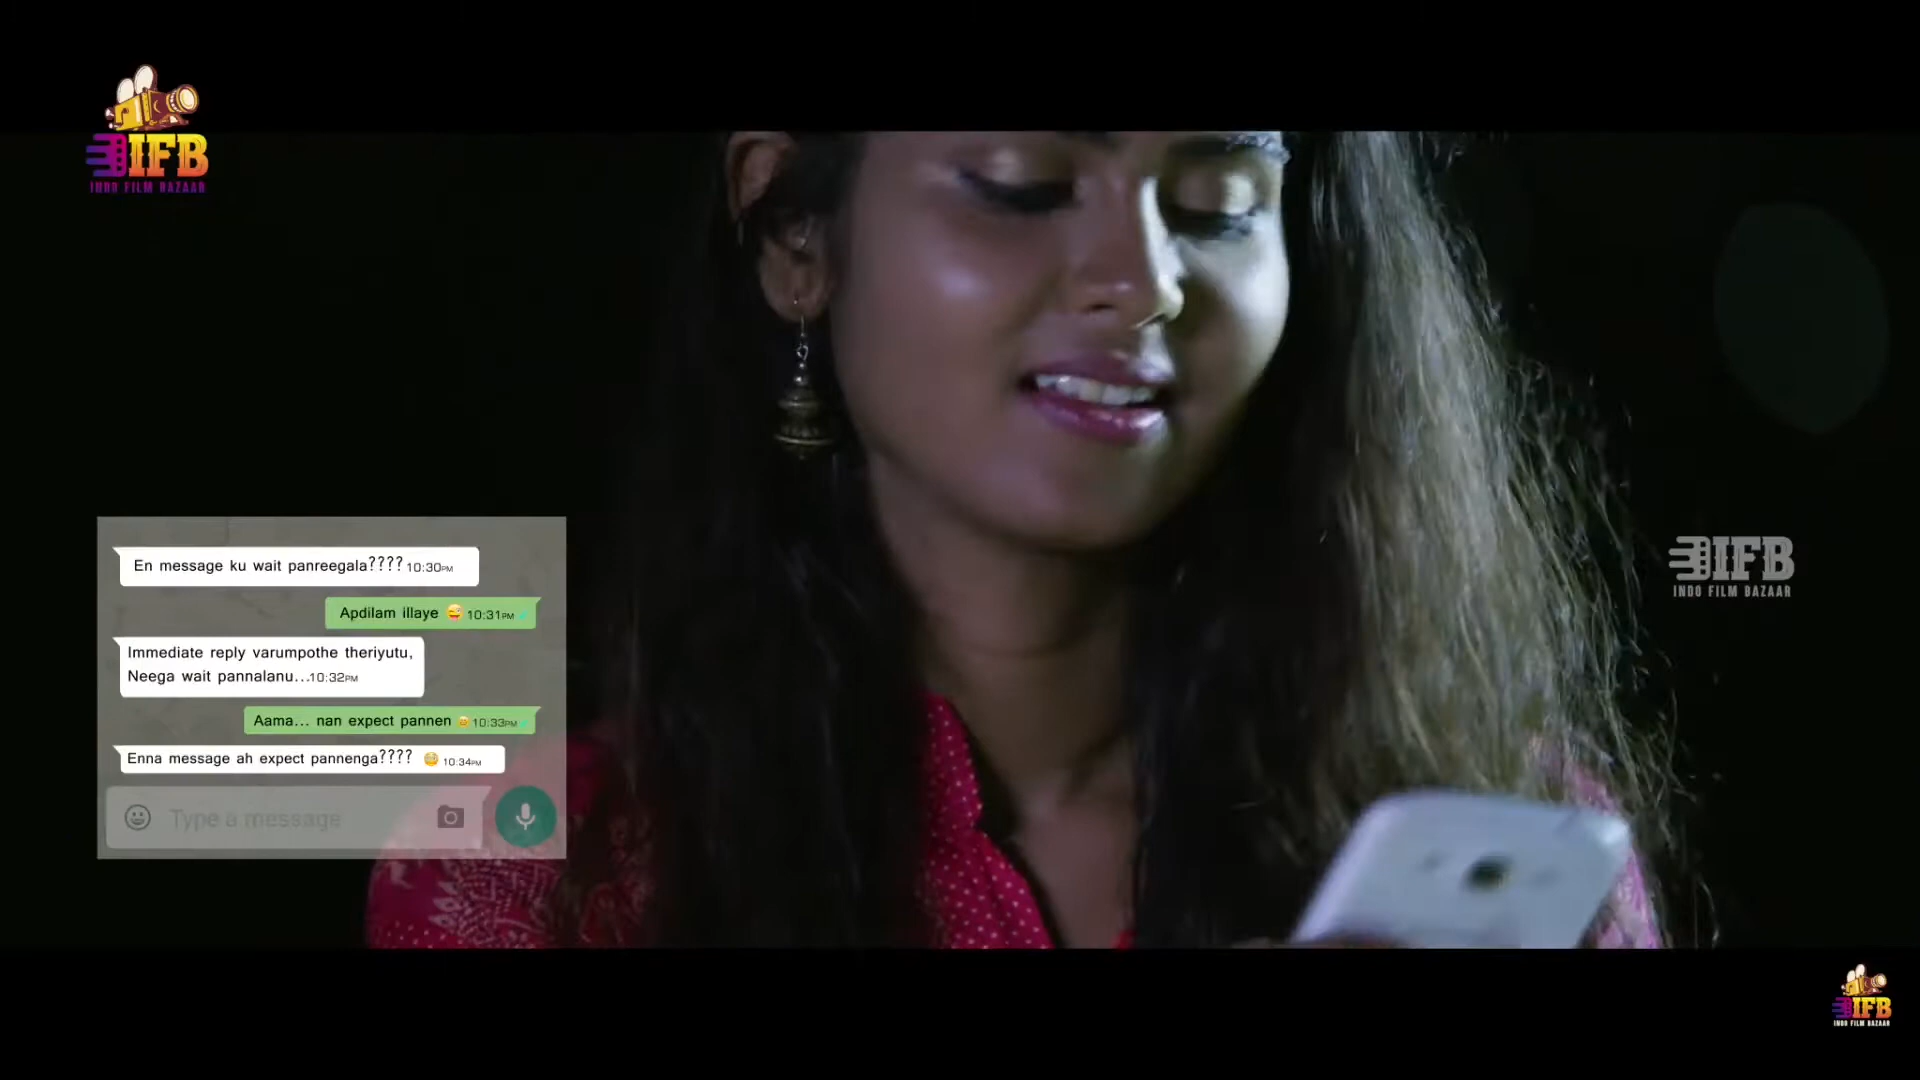 IFB
INDO FILM BAZAAR
En message ku wait panreegala???? 10:30PM
Apdilam illaye 😜 10:31PM
Immediate reply varumpothe theriyutu,
Neega wait pannalanu...10:32PM
Aama... nan expect pannen 10:33PM
Enna message ah expect pannenga???? 10:34PM
Type a message
IFB
INDO FILM BAZAAR
IFB
INDO FILM BAZAAR